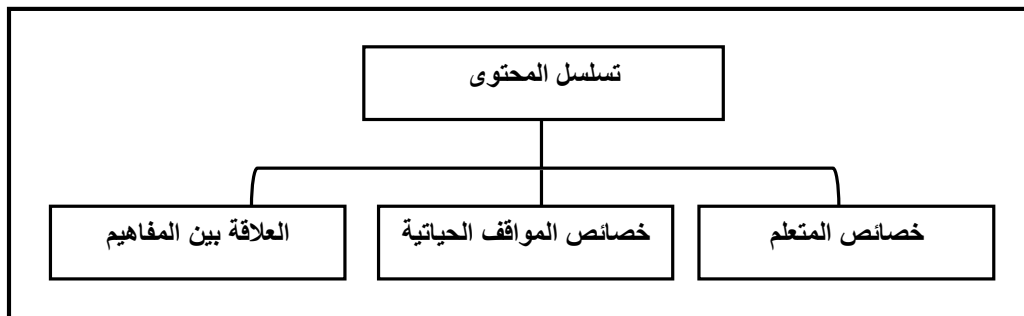 تسلسل المحتوى
خصائص المتعلم
خصائص المواقف الحياتية
العلاقة بين المفاهيم